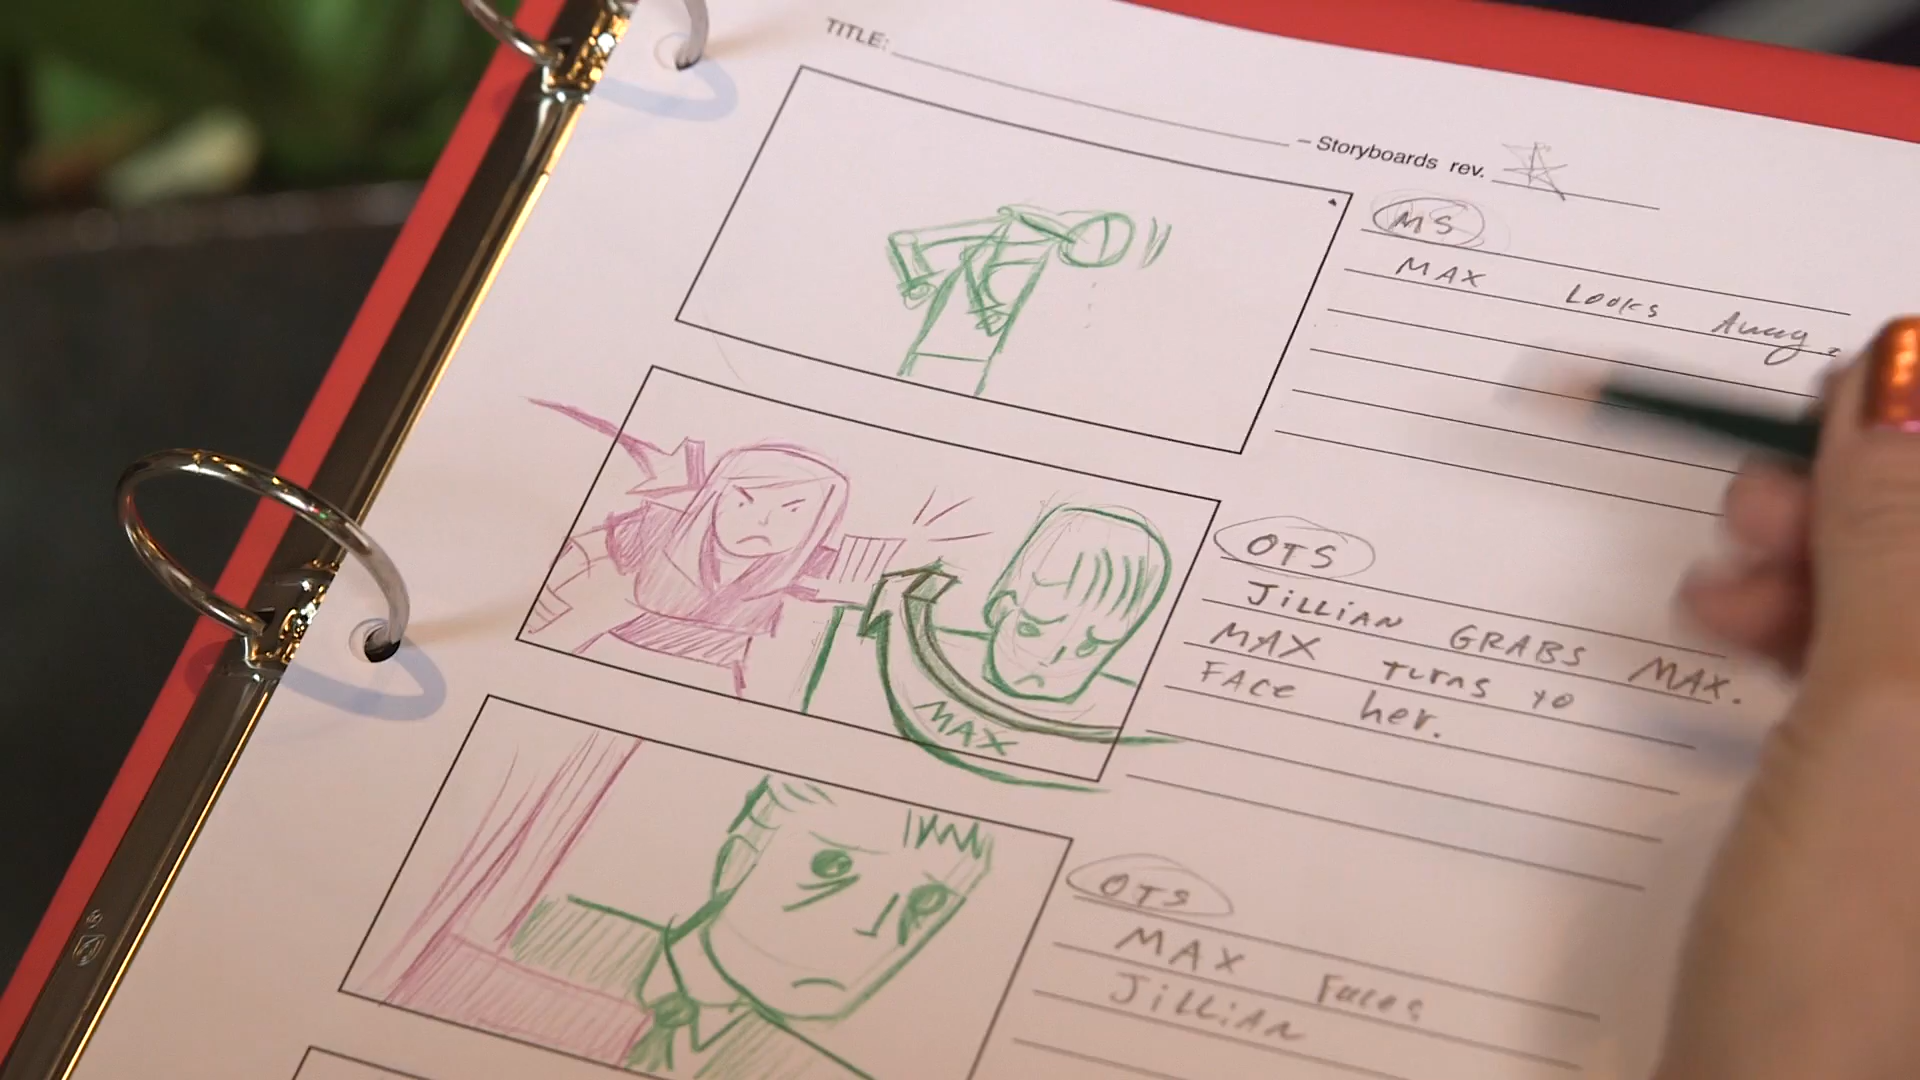 TITLE: – Storyboards rev.
MS
MAX LOOKS AWAY.
OTS
JILLIAN GRABS MAX.
MAX TURNS TO
FACE her.
MAX
OTS
MAX FACES
JILLIAN